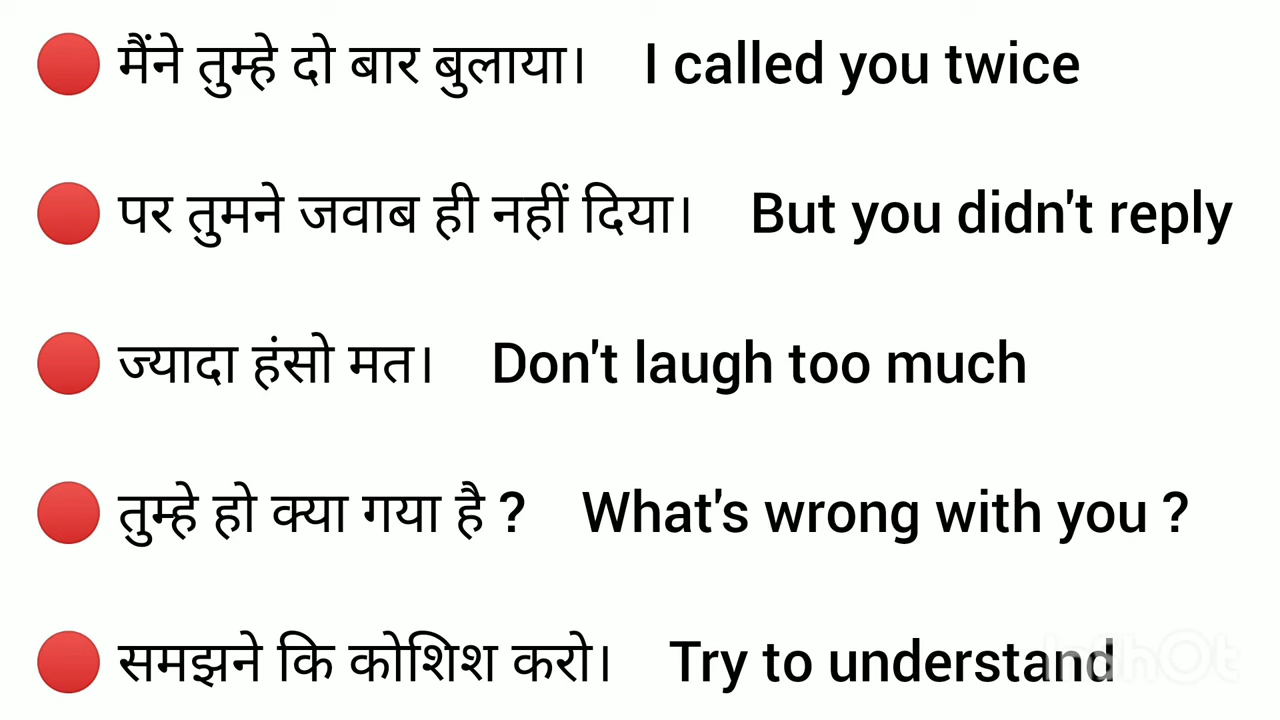 मैंने तुम्हे दो बार बुलाया। I called you twice
पर तुमने जवाब ही नहीं दिया। But you didn't reply
ज्यादा हंसो मत। Don't laugh too much
तुम्हे हो क्या गया है ? What's wrong with you ?
समझने कि कोशिश करो। Try to understand